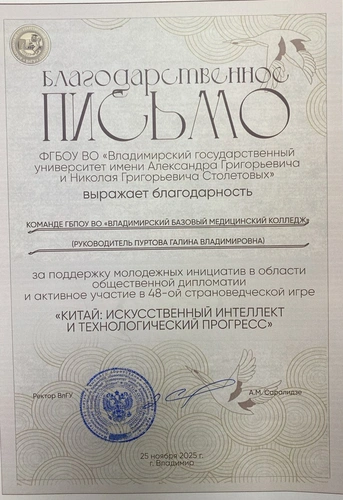 БЛАГОДАРСТВЕННОЕ
ПИСЬМО
ФГБОУ ВО «Владимирский государственный
университет имени Александра Григорьевича
и Николая Григорьевича Столетовых»
выражает благодарность
КОМАНДЕ ГБПОУ ВО «ВЛАДИМИРСКИЙ БАЗОВЫЙ МЕДИЦИНСКИЙ КОЛЛЕДЖ»
(РУКОВОДИТЕЛЬ ПУРТОВА ГАЛИНА ВЛАДИМИРОВНА)
за поддержку молодежных инициатив в области
общественной дипломатии
и активное участие в 48-ой страноведческой игре
«КИТАЙ: ИСКУССТВЕННЫЙ ИНТЕЛЛЕКТ
И ТЕХНОЛОГИЧЕСКИЙ ПРОГРЕСС»
Ректор ВлГУ
А.М. Саралидзе
25 ноября 2025 г.
г. Владимир